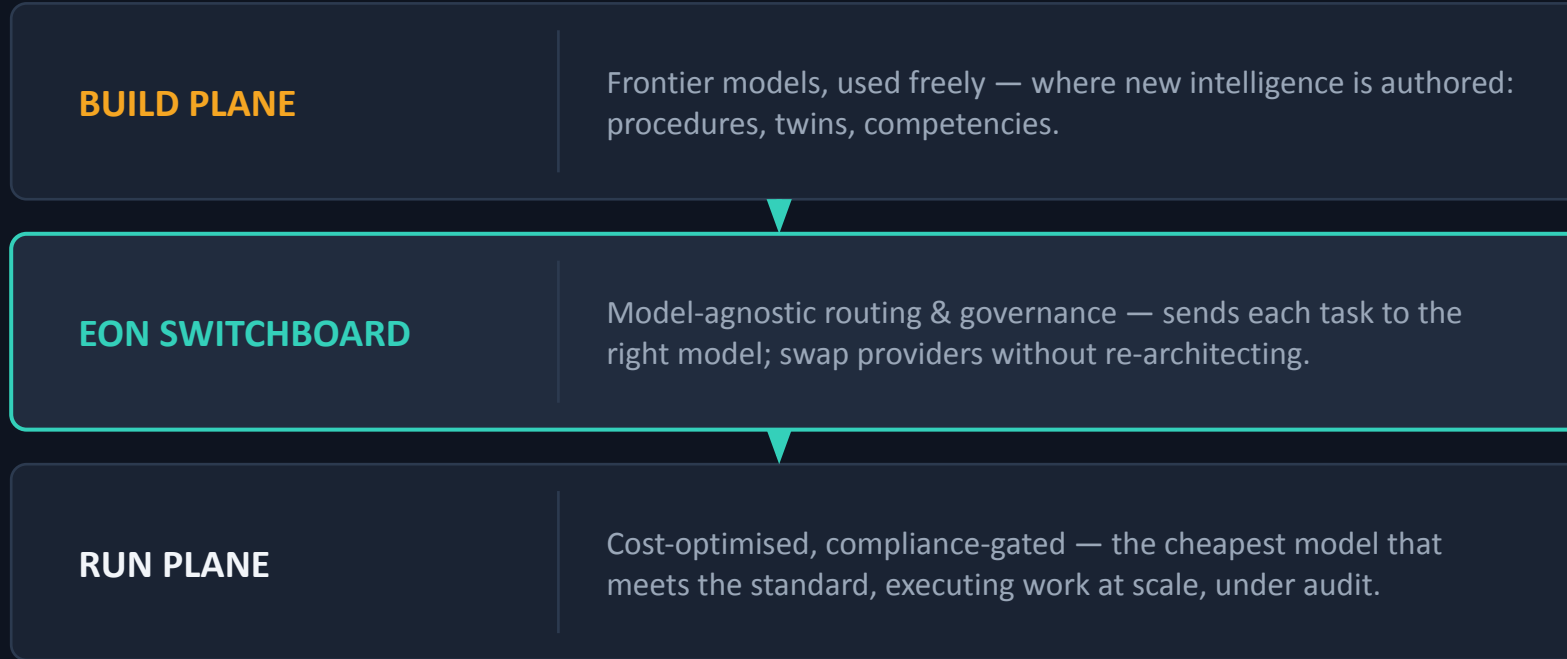 BUILD PLANE
Frontier models, used freely — where new intelligence is authored:
procedures, twins, competencies.
EON SWITCHBOARD
Model-agnostic routing & governance — sends each task to the
right model; swap providers without re-architecting.
RUN PLANE
Cost-optimised, compliance-gated — the cheapest model that
meets the standard, executing work at scale, under audit.